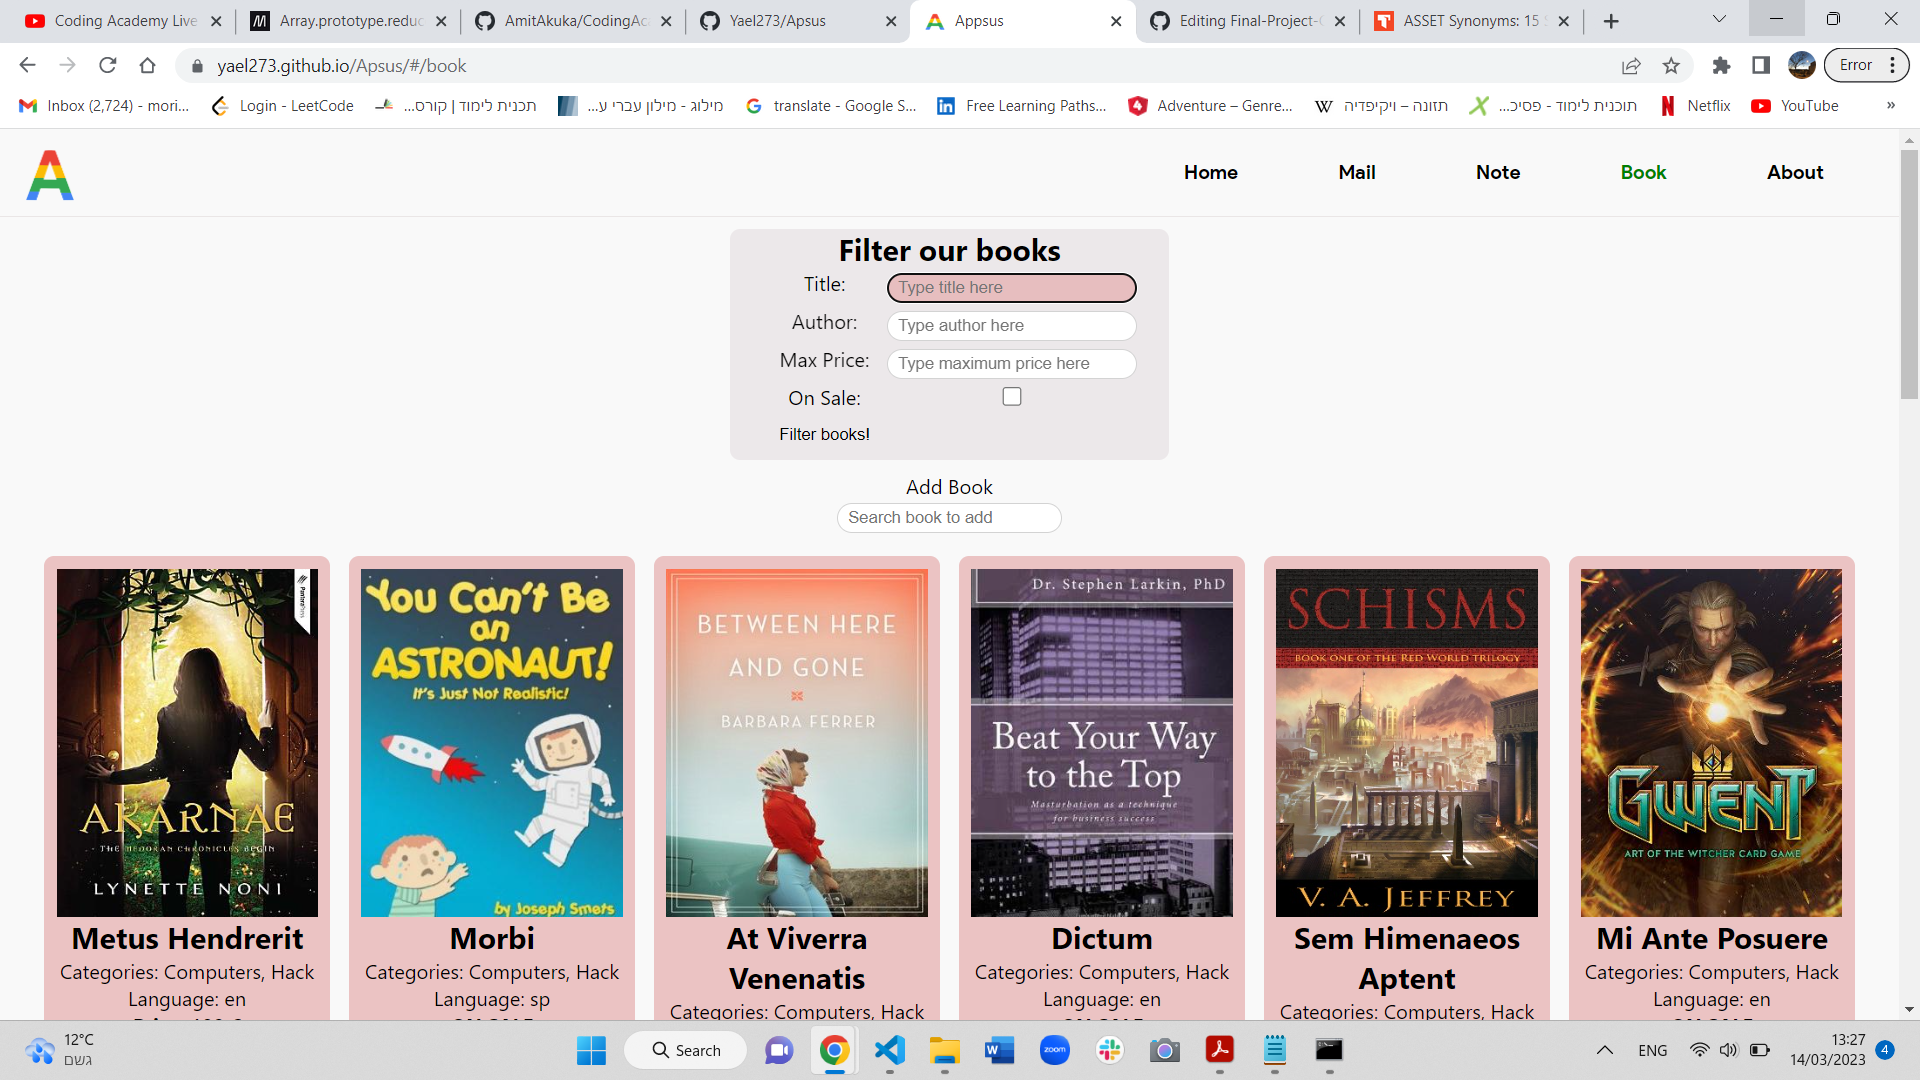 Coding Academy Live
Array.prototype.reduc
AmitAkuka/CodingAc
Yael273/Apsus
Appsus
Editing Final-Project-
ASSET Synonyms: 15
yael273.github.io/Apsus/#/book
Error
Inbox (2,724) - mori...
Login - LeetCode
תכנית לימוד | קורס...
מילוג - מילון עברי ע...
translate - Google S...
Free Learning Paths...
Adventure – Genre...
תזונה – ויקיפדיה
תוכנית לימוד - פסיכ...
Netflix
YouTube
»
Home
Mail
Note
Book
About
Filter our books
Title:
Type title here
Author:
Type author here
Max Price:
Type maximum price here
On Sale:
Filter books!
Add Book
Search book to add
Pantera
AKARNAE
- THE MEDORAN CHRONICLES BEGIN
LYNETTE NONI
You Can't Be
an
ASTRONAUT!
It's Just Not Realistic!
by Joseph Smets
BETWEEN HERE
AND GONE
BARBARA FERRER
Dr. Stephen Larkin, PhD
Beat Your Way
to the Top
Masturbation as a technique
for business success
SCHISMS
BOOK ONE OF THE RED WORLD TRILOGY
V. A. JEFFREY
GWENT
ART OF THE WITCHER CARD GAME
Metus Hendrerit
Categories: Computers, Hack
Language: en
Morbi
Categories: Computers, Hack
Language: sp
At Viverra
Venenatis
Categories: Computers, Hack
Dictum
Categories: Computers, Hack
Language: en
Sem Himenaeos
Aptent
Categories: Computers, Hack
Mi Ante Posuere
Categories: Computers, Hack
Language: en
12°C
גשם
Search
zoom
ENG
13:27
14/03/2023
4